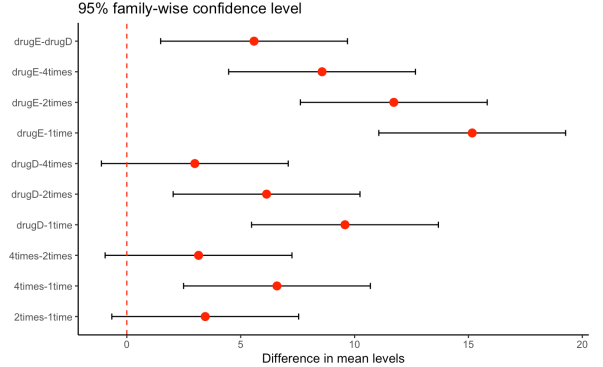 95% family-wise confidence level
drugE-drugD
drugE-4times
drugE-2times
drugE-1time
drugD-4times
drugD-2times
drugD-1time
4times-2times
4times-1time
2times-1time
0 5 10 15 20
Difference in mean levels